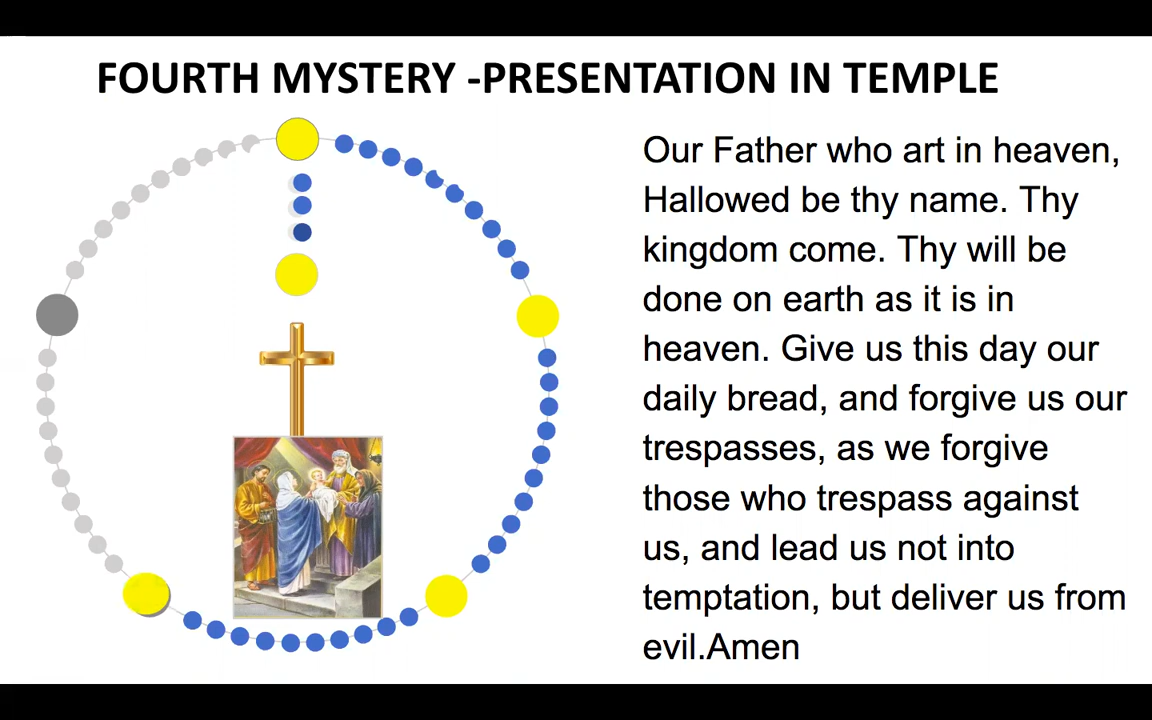 FOURTH MYSTERY -PRESENTATION IN TEMPLE
Our Father who art in heaven,
Hallowed be thy name. Thy
kingdom come. Thy will be
done on earth as it is in
heaven. Give us this day our
daily bread, and forgive us our
trespasses, as we forgive
those who trespass against
us, and lead us not into
temptation, but deliver us from
evil.Amen